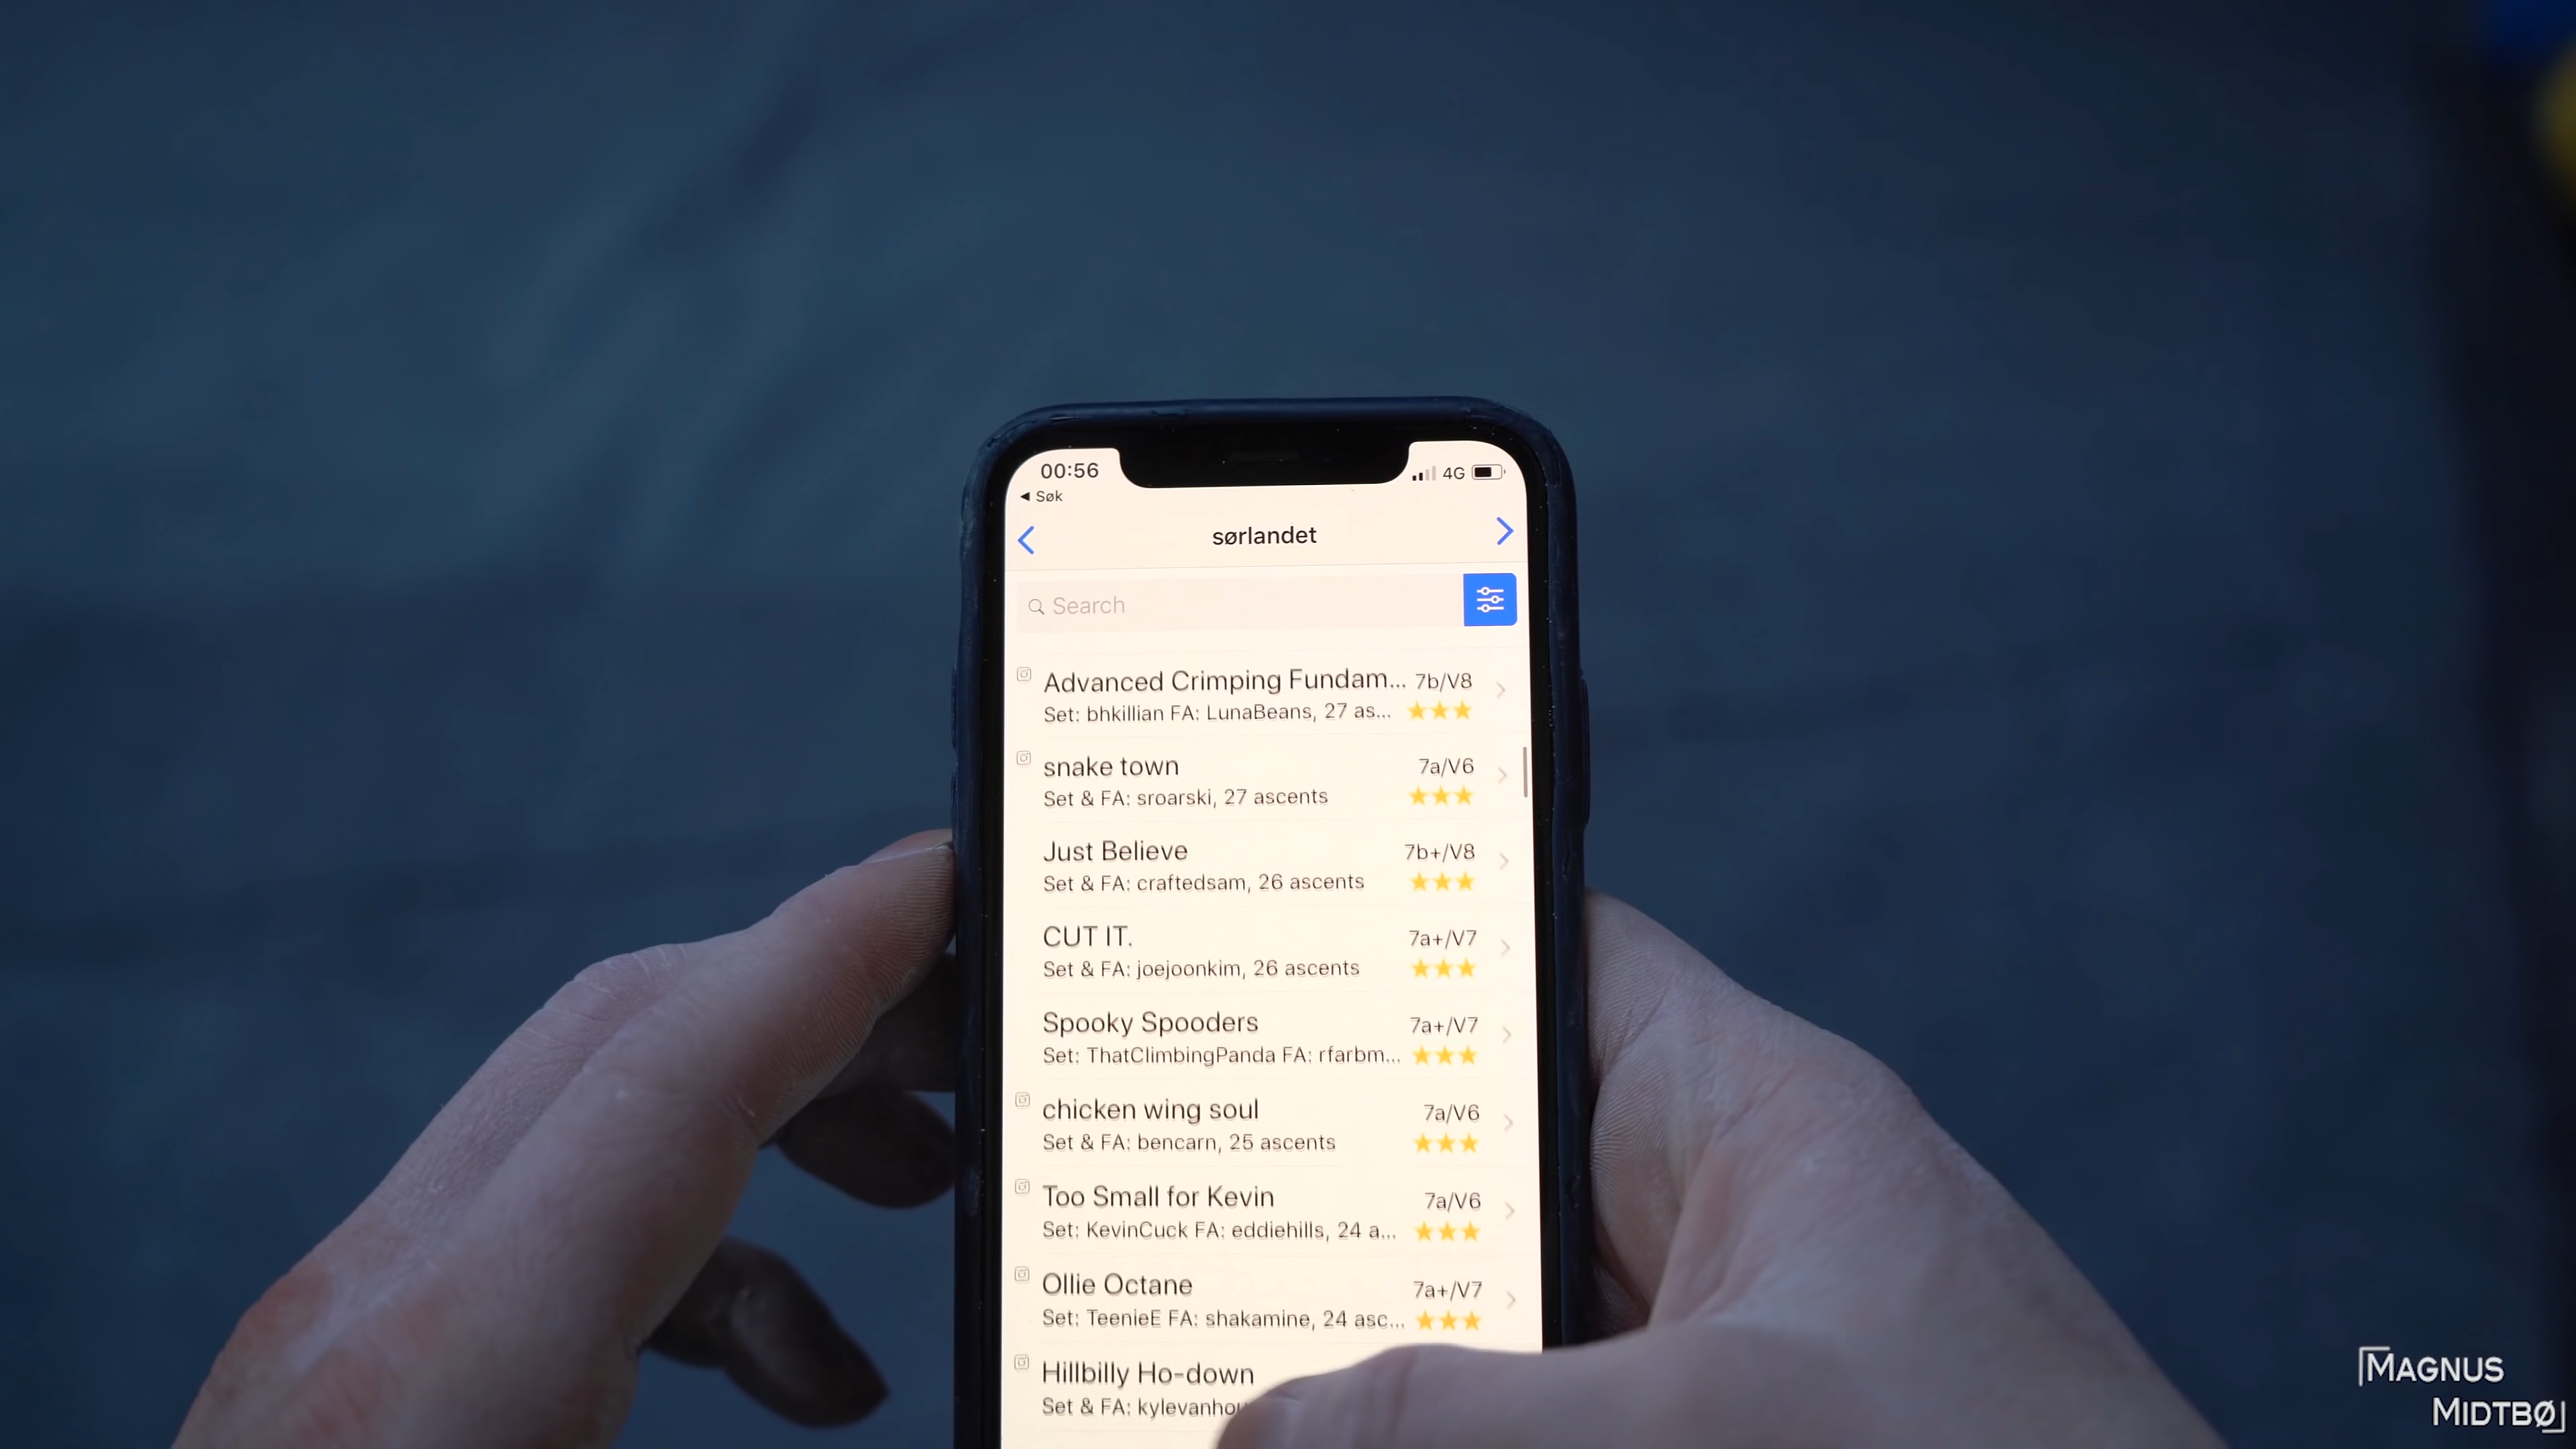 00:56
4G
◀ Søk
sørlandet
Search
Advanced Crimping Fundam... 7b/V8
Set: bhkillian FA: LunaBeans, 27 as...
snake town 7a/V6
Set & FA: sroarski, 27 ascents
Just Believe 7b+/V8
Set & FA: craftedsam, 26 ascents
CUT IT. 7a+/V7
Set & FA: joejoonkim, 26 ascents
Spooky Spooders 7a+/V7
Set: ThatClimbingPanda FA: rfarbm...
chicken wing soul 7a/V6
Set & FA: bencarn, 25 ascents
Too Small for Kevin 7a/V6
Set: KevinCuck FA: eddiehills, 24 a...
Ollie Octane 7a+/V7
Set: TeenieE FA: shakamine, 24 asc...
Hillbilly Ho-down
Set & FA:
MAGNUS
MIDTBØ